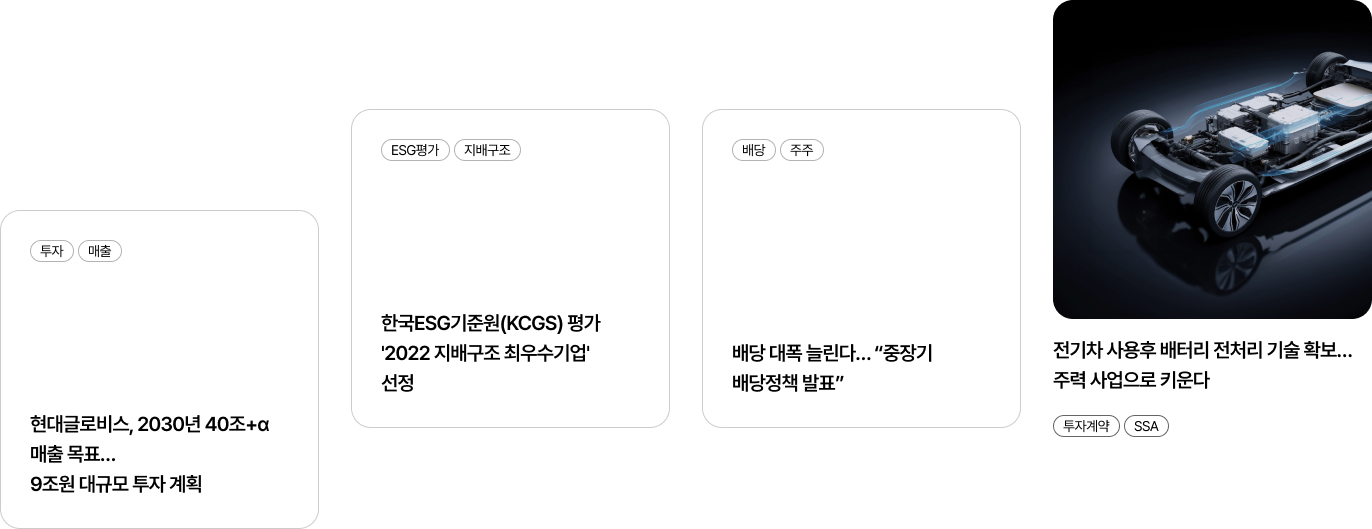 투자 매출
현대글로비스, 2030년 40조+α
매출 목표...
9조원 대규모 투자 계획
ESG평가 지배구조
한국ESG기준원(KCGS) 평가
'2022 지배구조 최우수기업'
선정
배당 주주
배당 대폭 늘린다... “중장기
배당정책 발표”
전기차 사용후 배터리 전처리 기술 확보...
주력 사업으로 키운다
투자계약 SSA